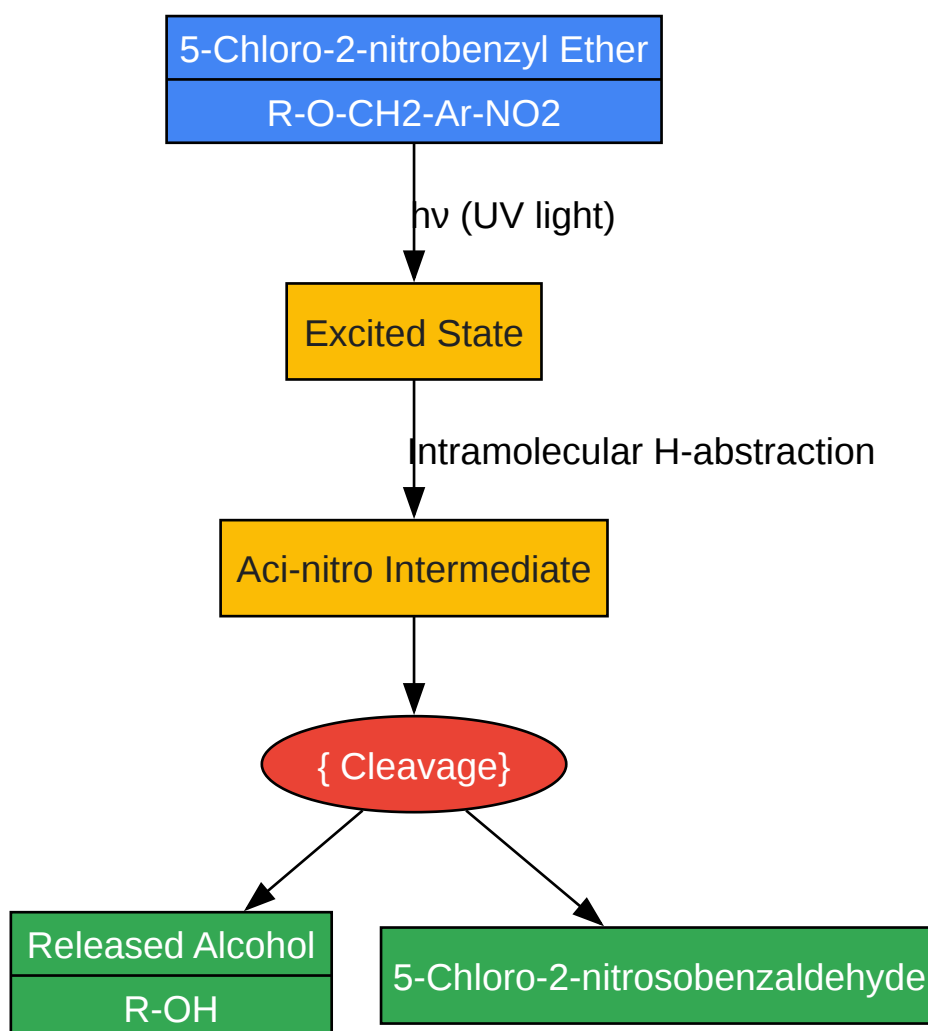 5-Chloro-2-nitrobenzyl Ether
R-O-CH2-Ar-NO2
hν (UV light)
Excited State
Intramolecular H-abstraction
Aci-nitro Intermediate
{ Cleavage}
Released Alcohol
R-OH
5-Chloro-2-nitrosobenzaldehyde